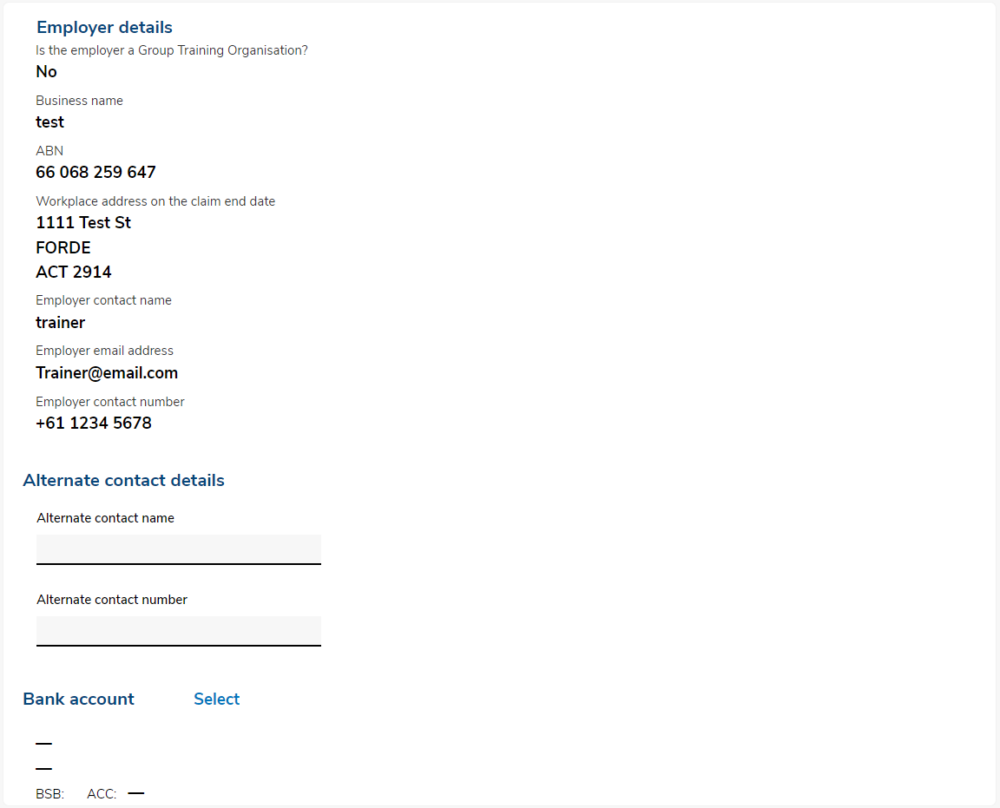 Employer details
Is the employer a Group Training Organisation?
No
Business name
test
ABN
66 068 259 647
Workplace address on the claim end date
1111 Test St
FORDE
ACT 2914
Employer contact name
trainer
Employer email address
Trainer@email.com
Employer contact number
+61 1234 5678
Alternate contact details
Alternate contact name
Alternate contact number
Bank account Select
—
—
BSB: ACC: —